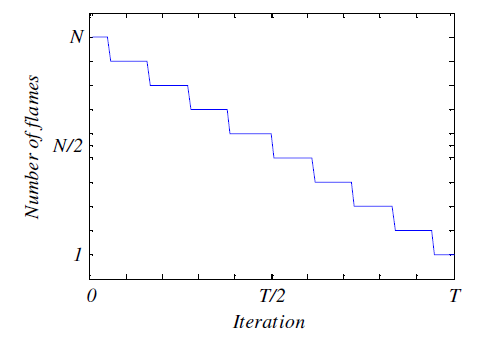 Number of flames
N
N/2
1
0 T/2 T
Iteration